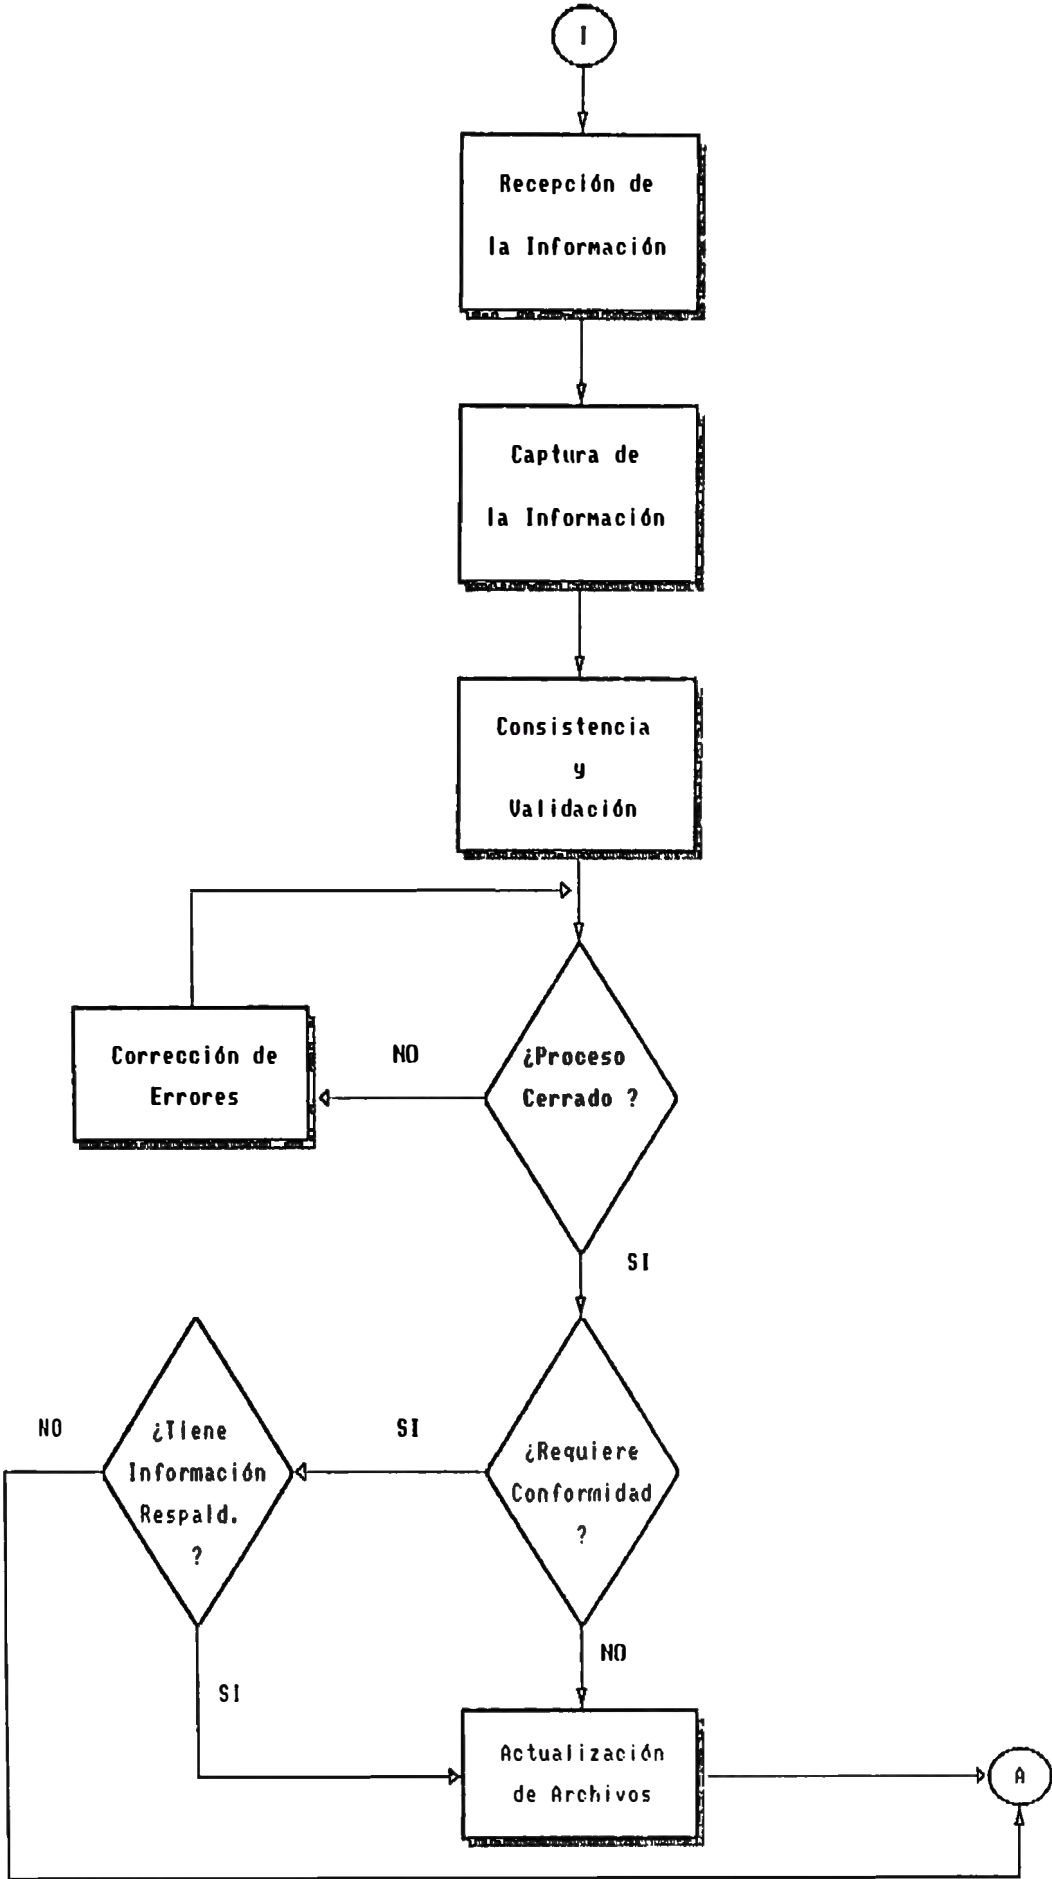 I
Recepción de
la Información
Captura de
la Información
Consistencia
y
Validación
Corrección de
Errores
NO
¿Proceso
Cerrado ?
SI
NO
¿Tiene
Información
Respald.
?
SI
¿Requiere
Conformidad
?
NO
SI
Actualización
de Archivos
A